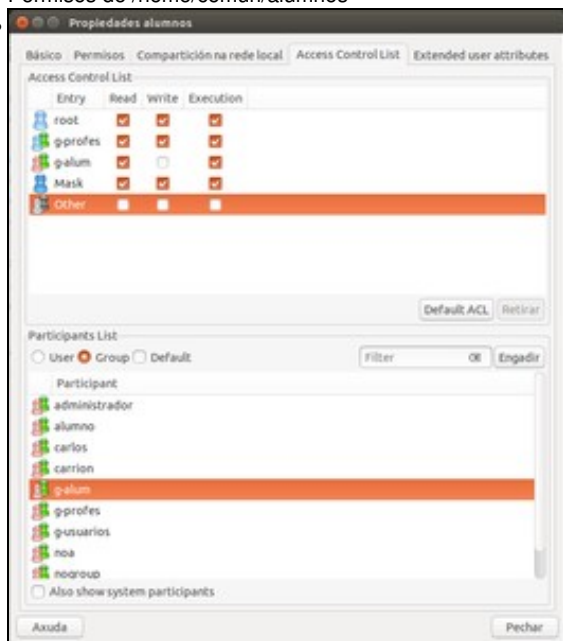 Permisos de /home/comun/alumnos
Propiedades alumnos
Básico Permisos Compartición na rede local Access Control List Extended user attributes
Access Control List
Entry Read Write Execution
root
g-profes
g-alum
Mask
Other
Default ACL Retirar
Participants List
User Group Default Filter Engadir
Participant
administrador
alumno
carlos
carrion
g-alum
g-profes
g-usuarios
noa
nogroup
Also show system participants
Axuda Pechar